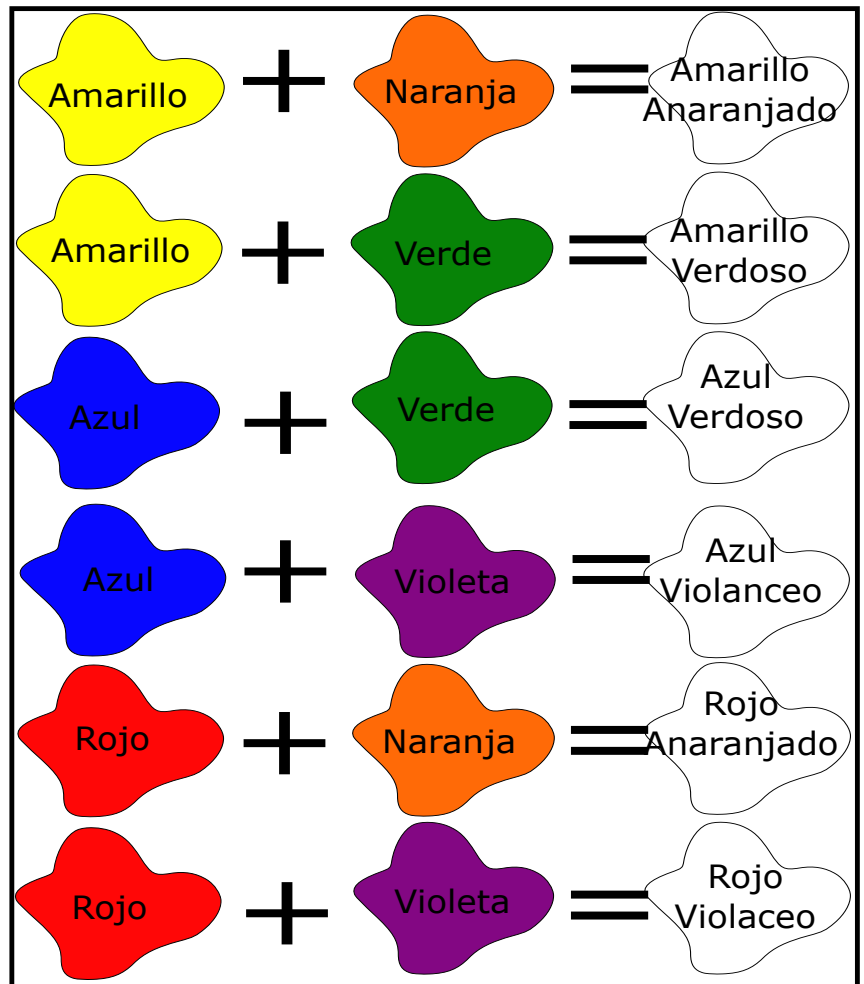 Amarillo + Naranja = Amarillo
Anaranjado
Amarillo + Verde = Amarillo
Verdoso
Azul + Verde = Azul
Verdoso
Azul + Violeta = Azul
Violanceo
Rojo + Naranja = Rojo
Anaranjado
Rojo + Violeta = Rojo
Violaceo